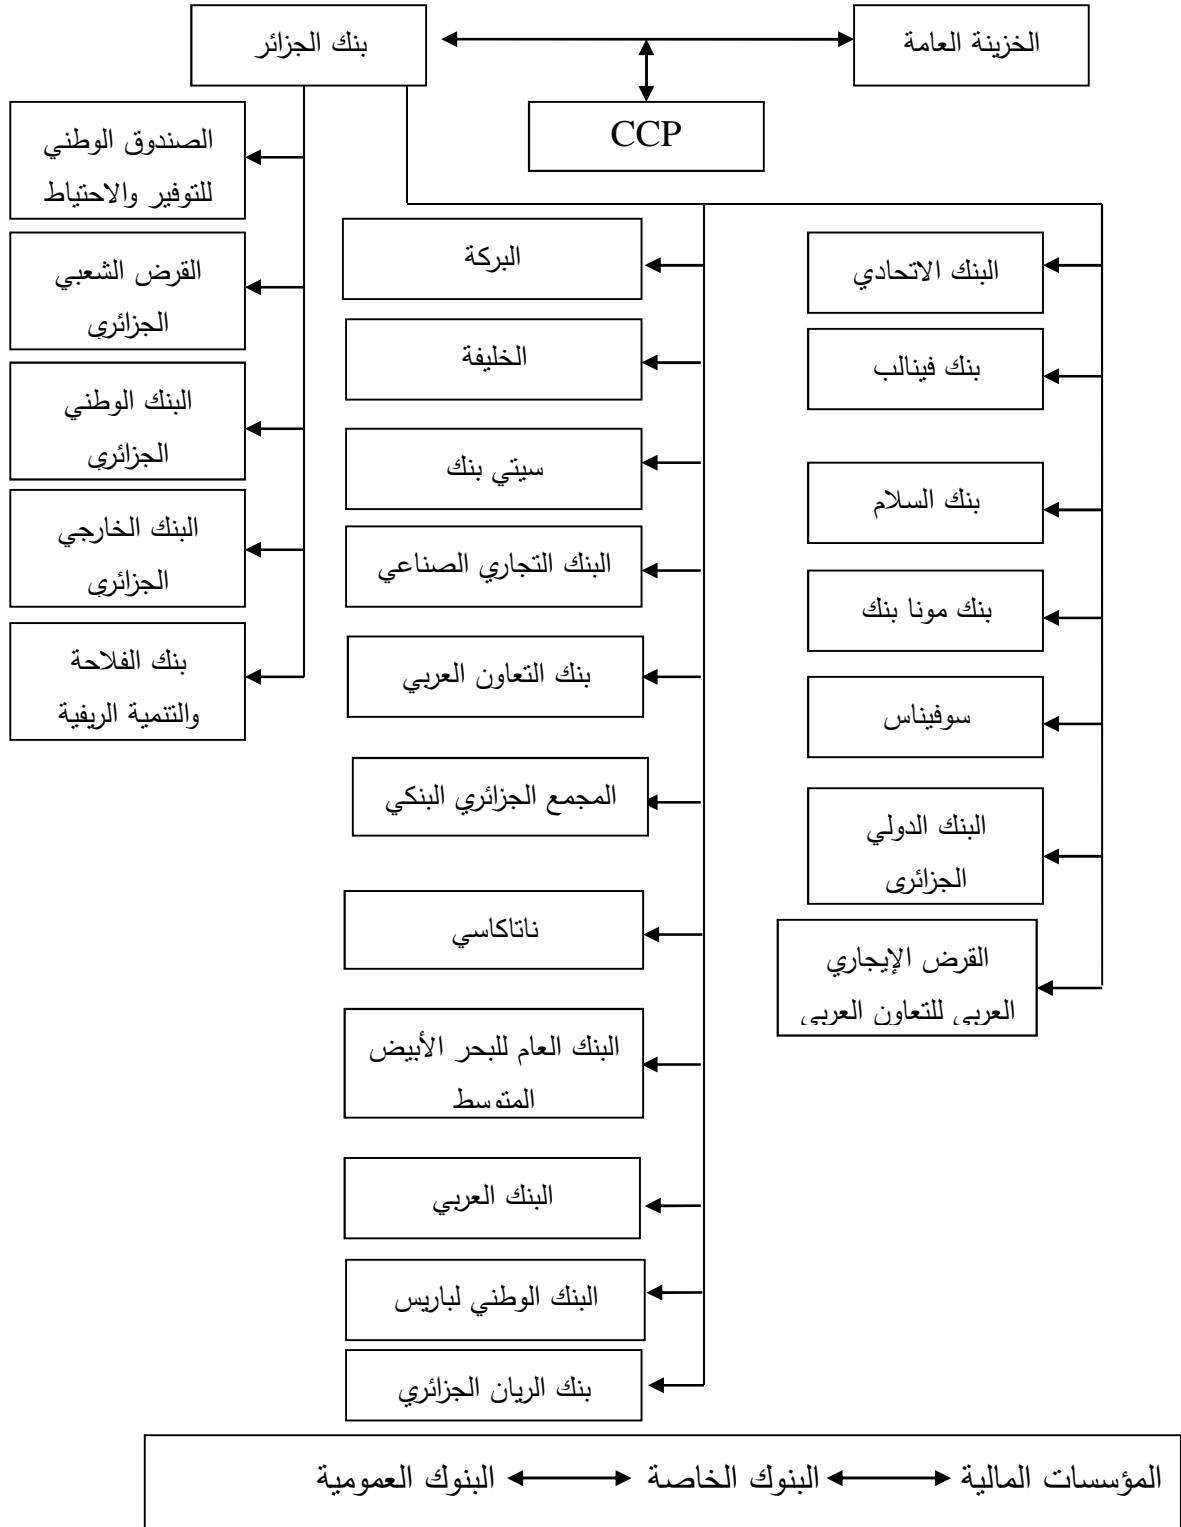 بنك الجزائر
الخزينة العامة
CCP
الصندوق الوطني
للتوفير والاحتياط
القرض الشعبي
الجزائري
البنك الوطني
الجزائري
البنك الخارجي
الجزائري
بنك الفلاحة
والتنمية الريفية
البركة
الخليفة
سيتي بنك
البنك التجاري الصناعي
بنك التعاون العربي
المجمع الجزائري البنكي
ناتاكاسي
البنك العام للبحر الأبيض
المتوسط
البنك العربي
البنك الوطني لباريس
بنك الريان الجزائري
البنك الاتحادي
بنك فينالب
بنك السلام
بنك مونا بنك
سوفيناس
البنك الدولي
الجزائرى
القرض الإيجاري
العربي للتعاون العربي
المؤسسات المالية البنوك الخاصة البنوك العمومية